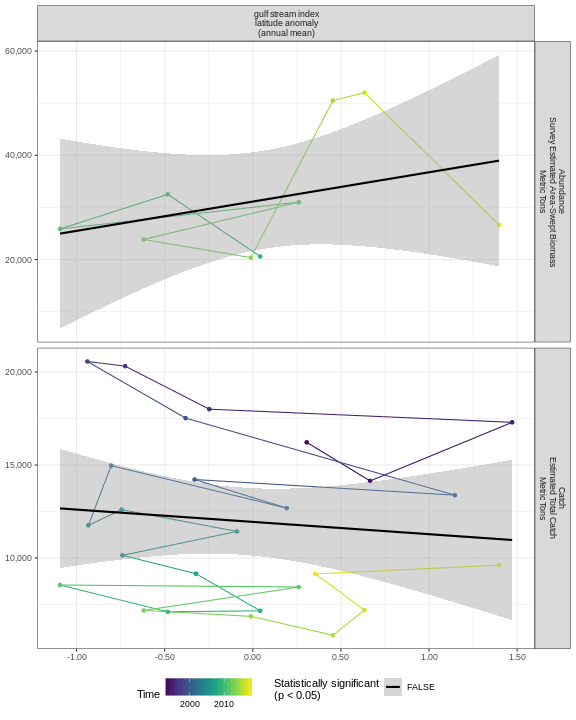 gulf stream index
latitude anomaly
(annual mean)
60,000
40,000
20,000
Abundance
Survey Estimated Area-Swept Biomass
Metric Tons
20,000
15,000
10,000
Catch
Estimated Total Catch
Metric Tons
-1.00 -0.50 0.00 0.50 1.00 1.50
Time
2000 2010
Statistically significant
(p < 0.05)
FALSE